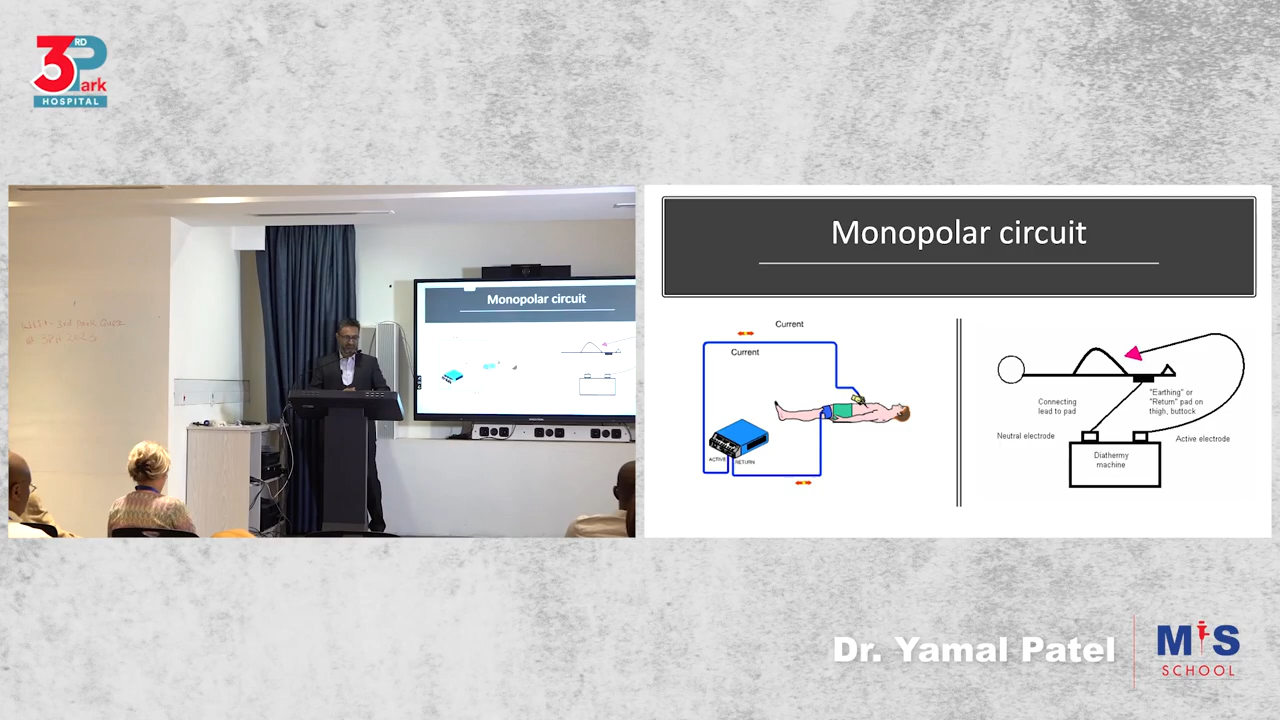 3RD Park
HOSPITAL
Monopolar circuit
Monopolar circuit
Current
Current
ACTIVE
RETURN
Connecting
lead to pad
"Earthing" or
"Return" pad on
thigh, buttock
Neutral electrode
Active electrode
Diathermy
machine
Dr. Yamal Patel
MIS
SCHOOL